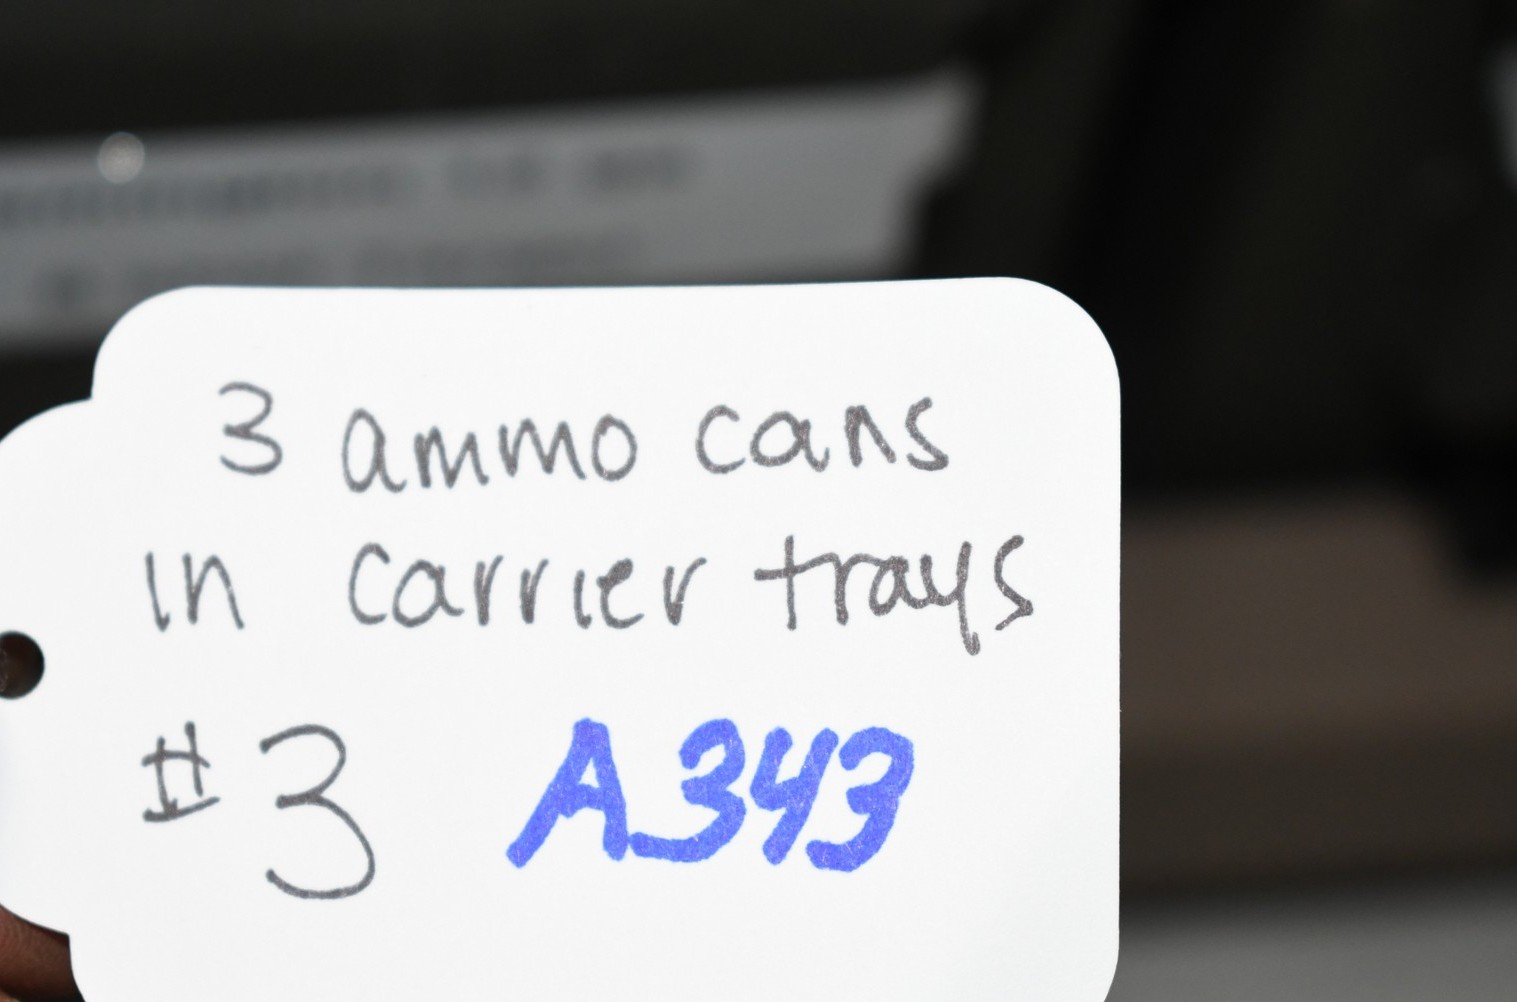 3 ammo cans
in carrier trays
#3 A343